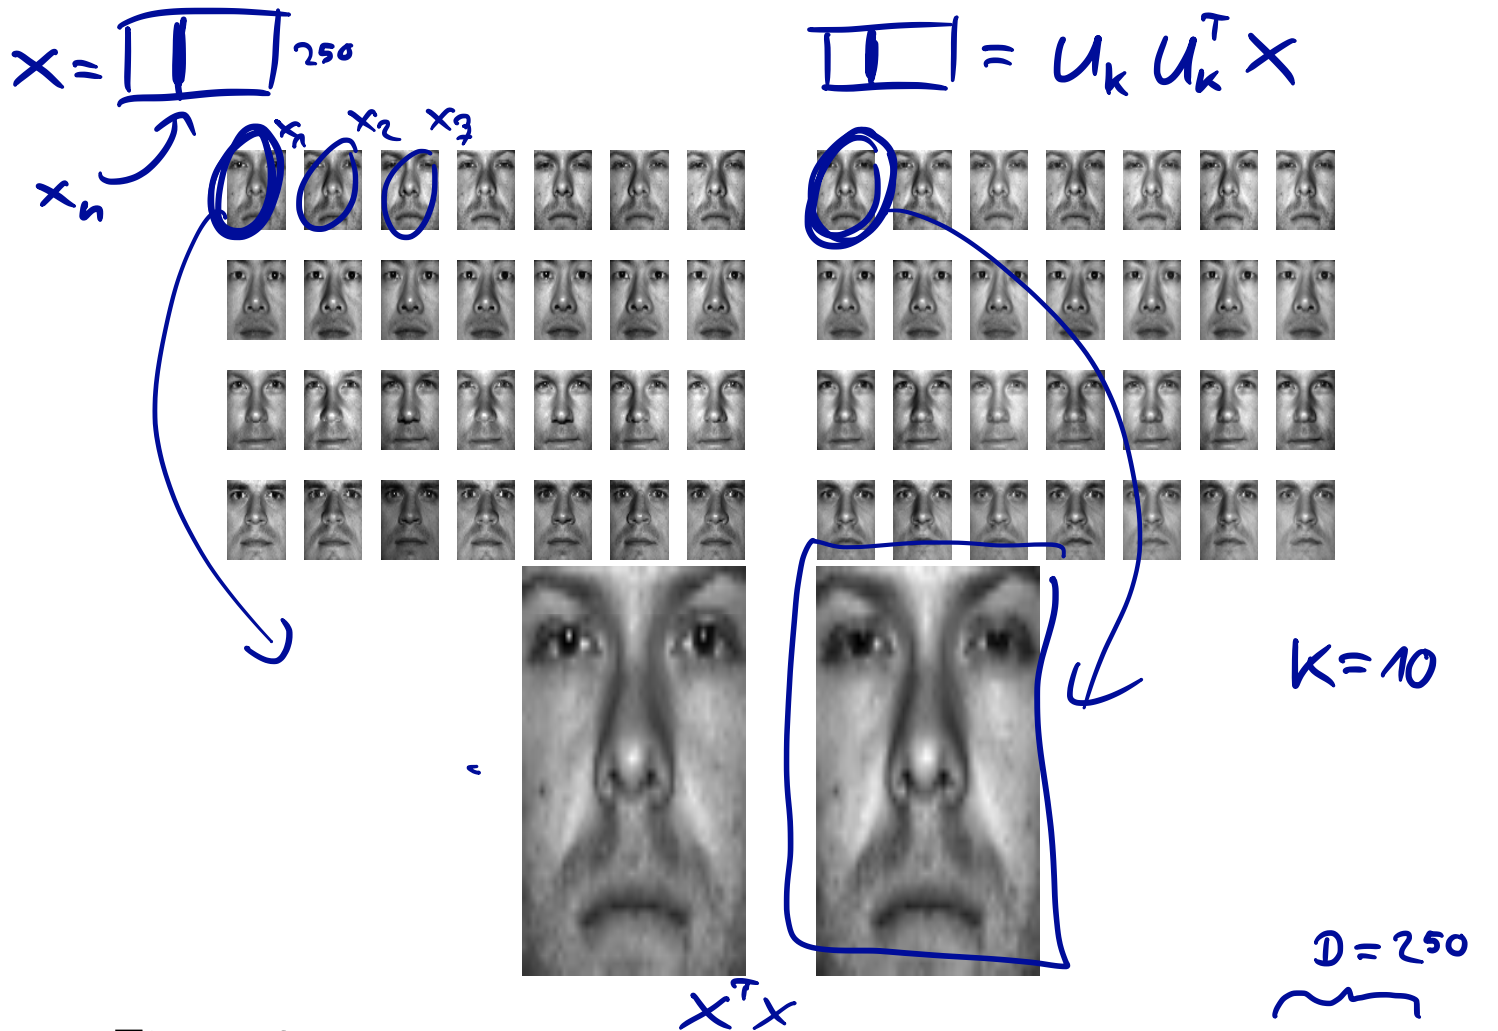 X = 250
= U_K U_K^T X
x_1 x_2 x_3
x_n
K=10
D=250
X^T X